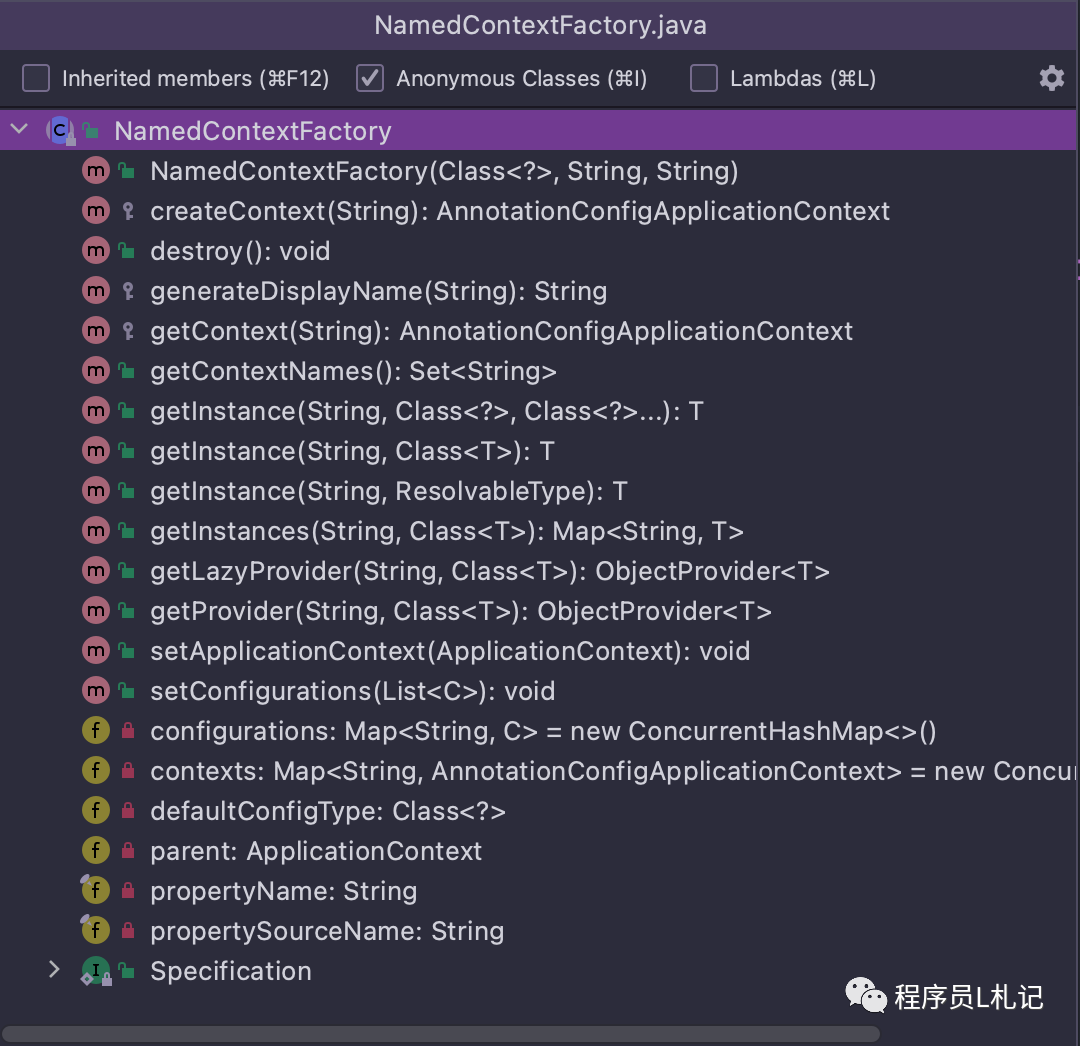 NamedContextFactory.java
Inherited members (⌘F12) Anonymous Classes (⌘I) Lambdas (⌘L)
NamedContextFactory
NamedContextFactory(Class<?>, String, String)
createContext(String): AnnotationConfigApplicationContext
destroy(): void
generateDisplayName(String): String
getContext(String): AnnotationConfigApplicationContext
getContextNames(): Set<String>
getInstance(String, Class<?>, Class<?>...): T
getInstance(String, Class<T>): T
getInstance(String, ResolvableType): T
getInstances(String, Class<T>): Map<String, T>
getLazyProvider(String, Class<T>): ObjectProvider<T>
getProvider(String, Class<T>): ObjectProvider<T>
setApplicationContext(ApplicationContext): void
setConfigurations(List<C>): void
configurations: Map<String, C> = new ConcurrentHashMap<>()
contexts: Map<String, AnnotationConfigApplicationContext> = new Concu
defaultConfigType: Class<?>
parent: ApplicationContext
propertyName: String
propertySourceName: String
Specification
程序员L札记